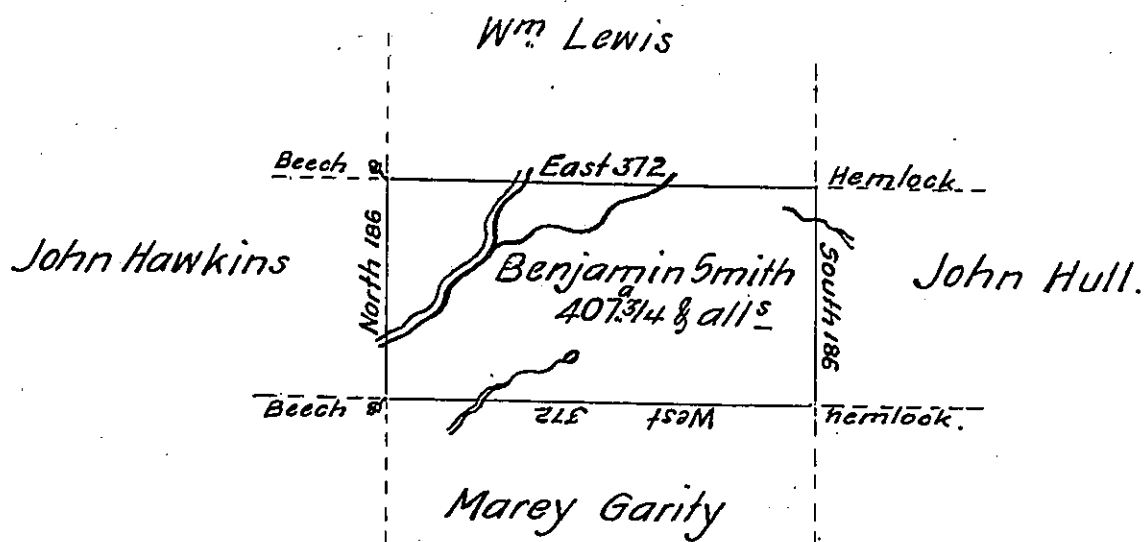 Wm Lewis
Beech
East 372
Hemlock
North 186
John Hawkins
Benjamin Smith
407a 3/4 & alls
South 186
John Hull.
Beech
West 372
hemlock.
Marey Garity